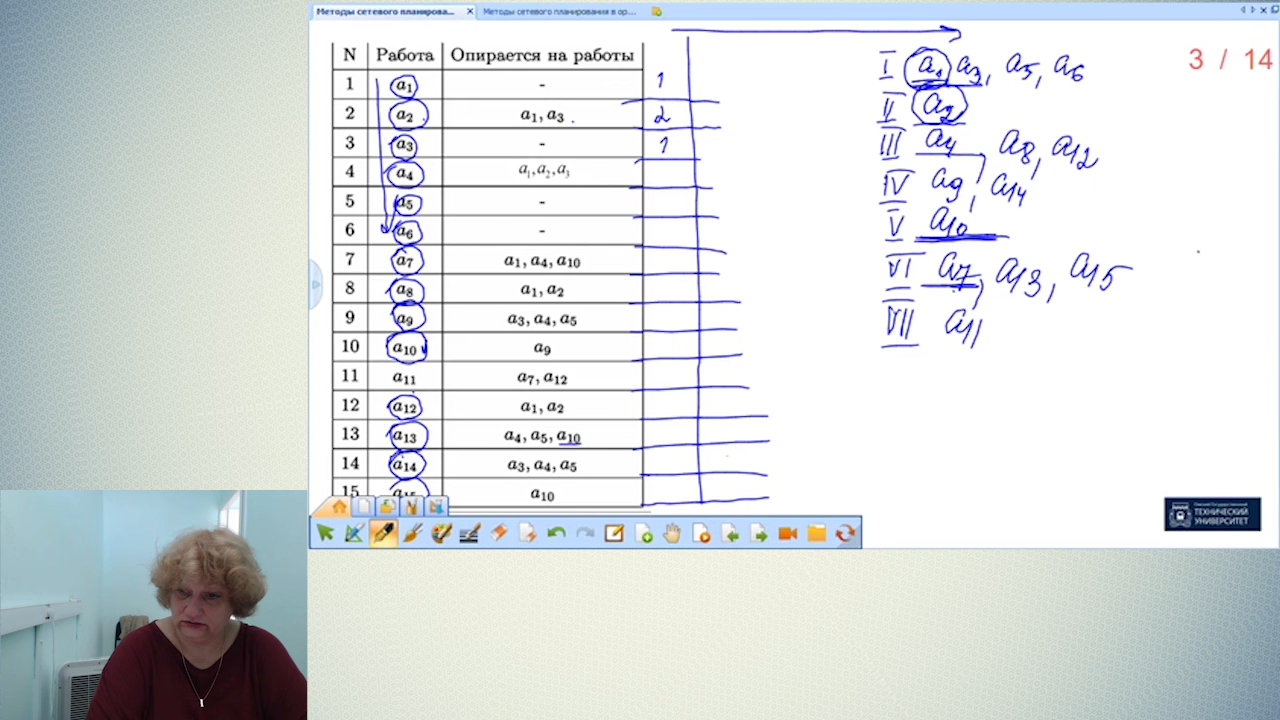 Методы сетевого планирова...
Методы сетевого планирования в ор...
N Работа Опирается на работы
1 a₁ - 1
2 a₂ a₁, a₃ . 2
3 a₃ - 1
4 a₄ a₁, a₂, a₃
5 a₅ -
6 a₆ -
7 a₇ a₁, a₄, a₁₀
8 a₈ a₁, a₂
9 a₉ a₃, a₄, a₅
10 a₁₀ a₉
11 a₁₁ a₇, a₁₂
12 a₁₂ a₁, a₂
13 a₁₃ a₄, a₅, a₁₀
14 a₁₄ a₃, a₄, a₅
15 a₁₅ a₁₀
I a₁ a₃, a₅, a₆
II a₂
III a₄, a₈, a₁₂
IV a₉, a₁₄
V a₁₀
VI a₇, a₁₃, a₁₅
VII a₁₁
3 / 14
ТЕХНИЧЕСКИЙ
УНИВЕРСИТЕТ